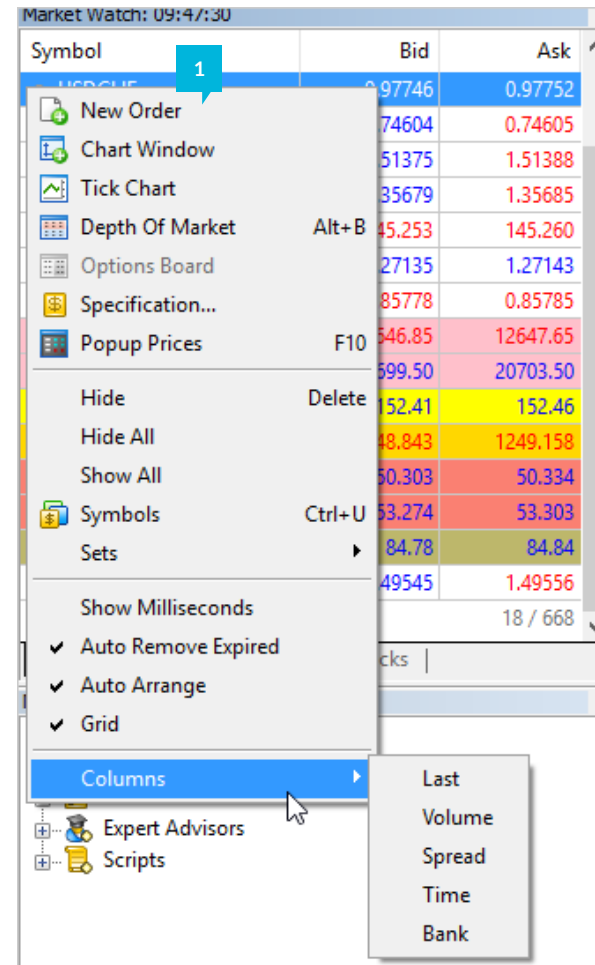 Market Watch: 09:47:30
Symbol Bid Ask
1
0.97746 0.97752
New Order
74604 0.74605
Chart Window
51375 1.51388
Tick Chart
35679 1.35685
Depth Of Market Alt+B
45.253 145.260
Options Board
27135 1.27143
Specification...
85778 0.85785
Popup Prices F10
546.85 12647.65
599.50 20703.50
Hide Delete
152.41 152.46
Hide All
48.843 1249.158
Show All
50.303 50.334
Symbols Ctrl+U
53.274 53.303
Sets
84.78 84.84
49545 1.49556
Show Milliseconds
18 / 668
Auto Remove Expired
cks
Auto Arrange
Grid
Columns
Last
Volume
Spread
Time
Bank
Expert Advisors
Scripts